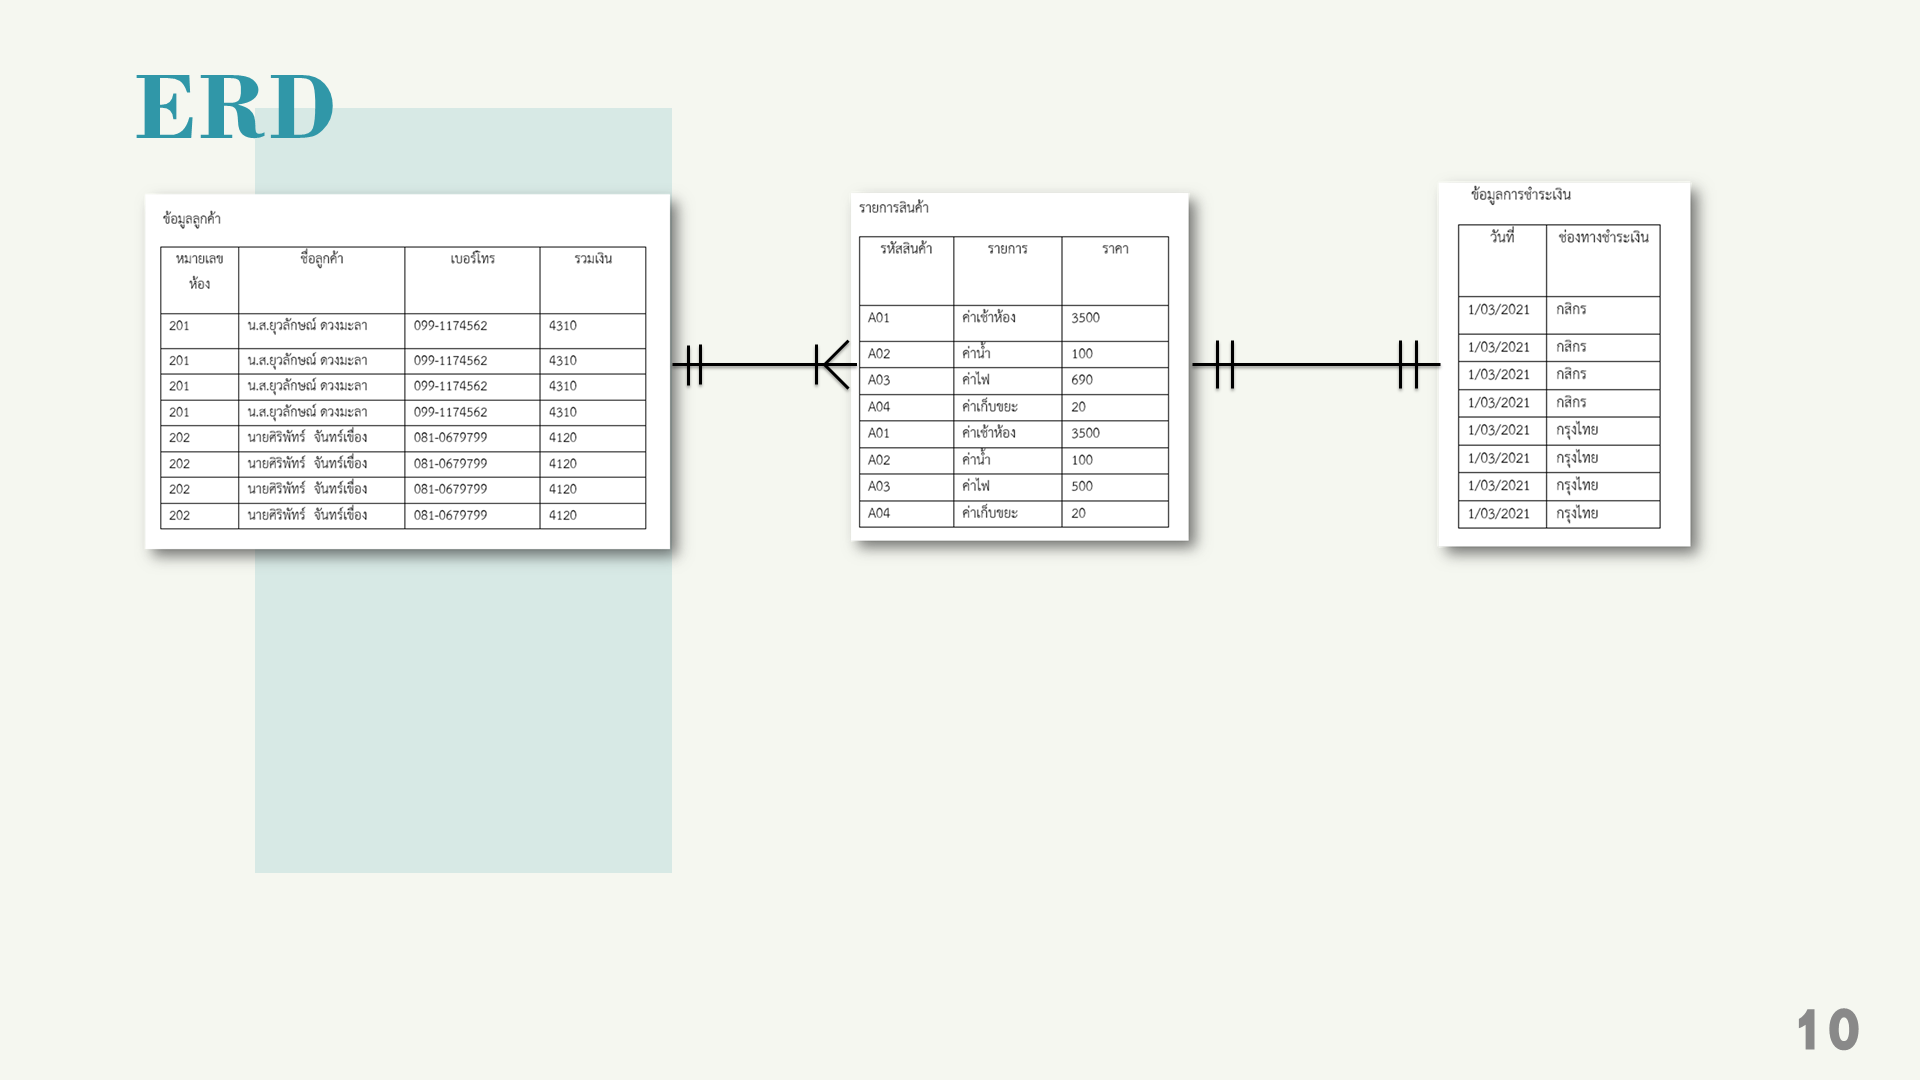 ERD
ข้อมูลลูกค้า
หมายเลข ห้อง ชื่อลูกค้า เบอร์โทร รวมเงิน
201 น.ส.ยุวลักษณ์ ดวงมะลา 099-1174562 4310
201 น.ส.ยุวลักษณ์ ดวงมะลา 099-1174562 4310
201 น.ส.ยุวลักษณ์ ดวงมะลา 099-1174562 4310
201 น.ส.ยุวลักษณ์ ดวงมะลา 099-1174562 4310
202 นายศิริพัทร์ จันทร์เขื่อง 081-0679799 4120
202 นายศิริพัทร์ จันทร์เขื่อง 081-0679799 4120
202 นายศิริพัทร์ จันทร์เขื่อง 081-0679799 4120
202 นายศิริพัทร์ จันทร์เขื่อง 081-0679799 4120
รายการสินค้า
รหัสสินค้า รายการ ราคา
A01 ค่าเช้าห้อง 3500
A02 ค่าน้ำ 100
A03 ค่าไฟ 690
A04 ค่าเก็บขยะ 20
A01 ค่าเช้าห้อง 3500
A02 ค่าน้ำ 100
A03 ค่าไฟ 500
A04 ค่าเก็บขยะ 20
ข้อมูลการชำระเงิน
วันที่ ช่องทางชำระเงิน
1/03/2021 กสิกร
1/03/2021 กสิกร
1/03/2021 กสิกร
1/03/2021 กสิกร
1/03/2021 กรุงไทย
1/03/2021 กรุงไทย
1/03/2021 กรุงไทย
1/03/2021 กรุงไทย
10